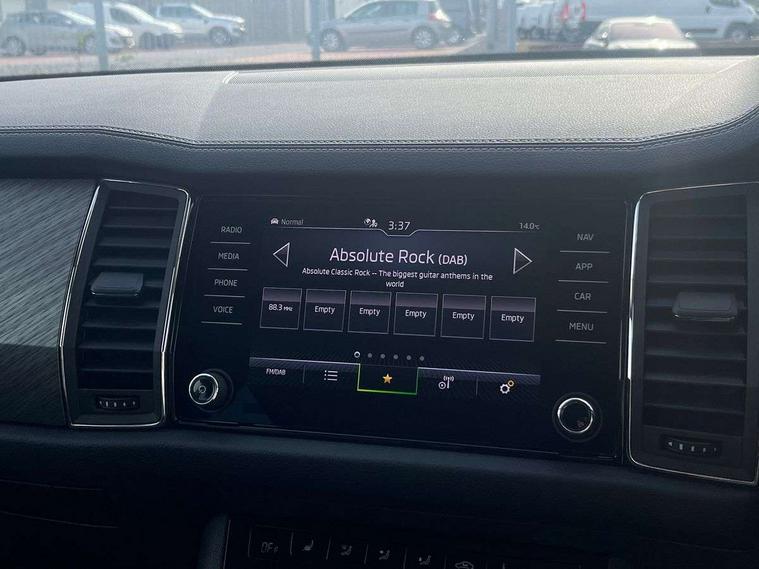 Normal
3:37
14.0°C
RADIO
MEDIA
PHONE
VOICE
Absolute Rock (DAB)
Absolute Classic Rock -- The biggest guitar anthems in the
world
88.3 MHz
Empty
Empty
Empty
Empty
Empty
FM/DAB
NAV
APP
CAR
MENU
OFF